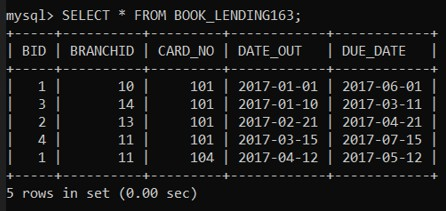 mysql> SELECT * FROM BOOK_LENDING163;
+-----+----------+---------+------------+------------+
| BID | BRANCHID | CARD_NO | DATE_OUT | DUE_DATE |
+-----+----------+---------+------------+------------+
| 1 | 10 | 101 | 2017-01-01 | 2017-06-01 |
| 3 | 14 | 101 | 2017-01-10 | 2017-03-11 |
| 2 | 13 | 101 | 2017-02-21 | 2017-04-21 |
| 4 | 11 | 101 | 2017-03-15 | 2017-07-15 |
| 1 | 11 | 104 | 2017-04-12 | 2017-05-12 |
+-----+----------+---------+------------+------------+
5 rows in set (0.00 sec)